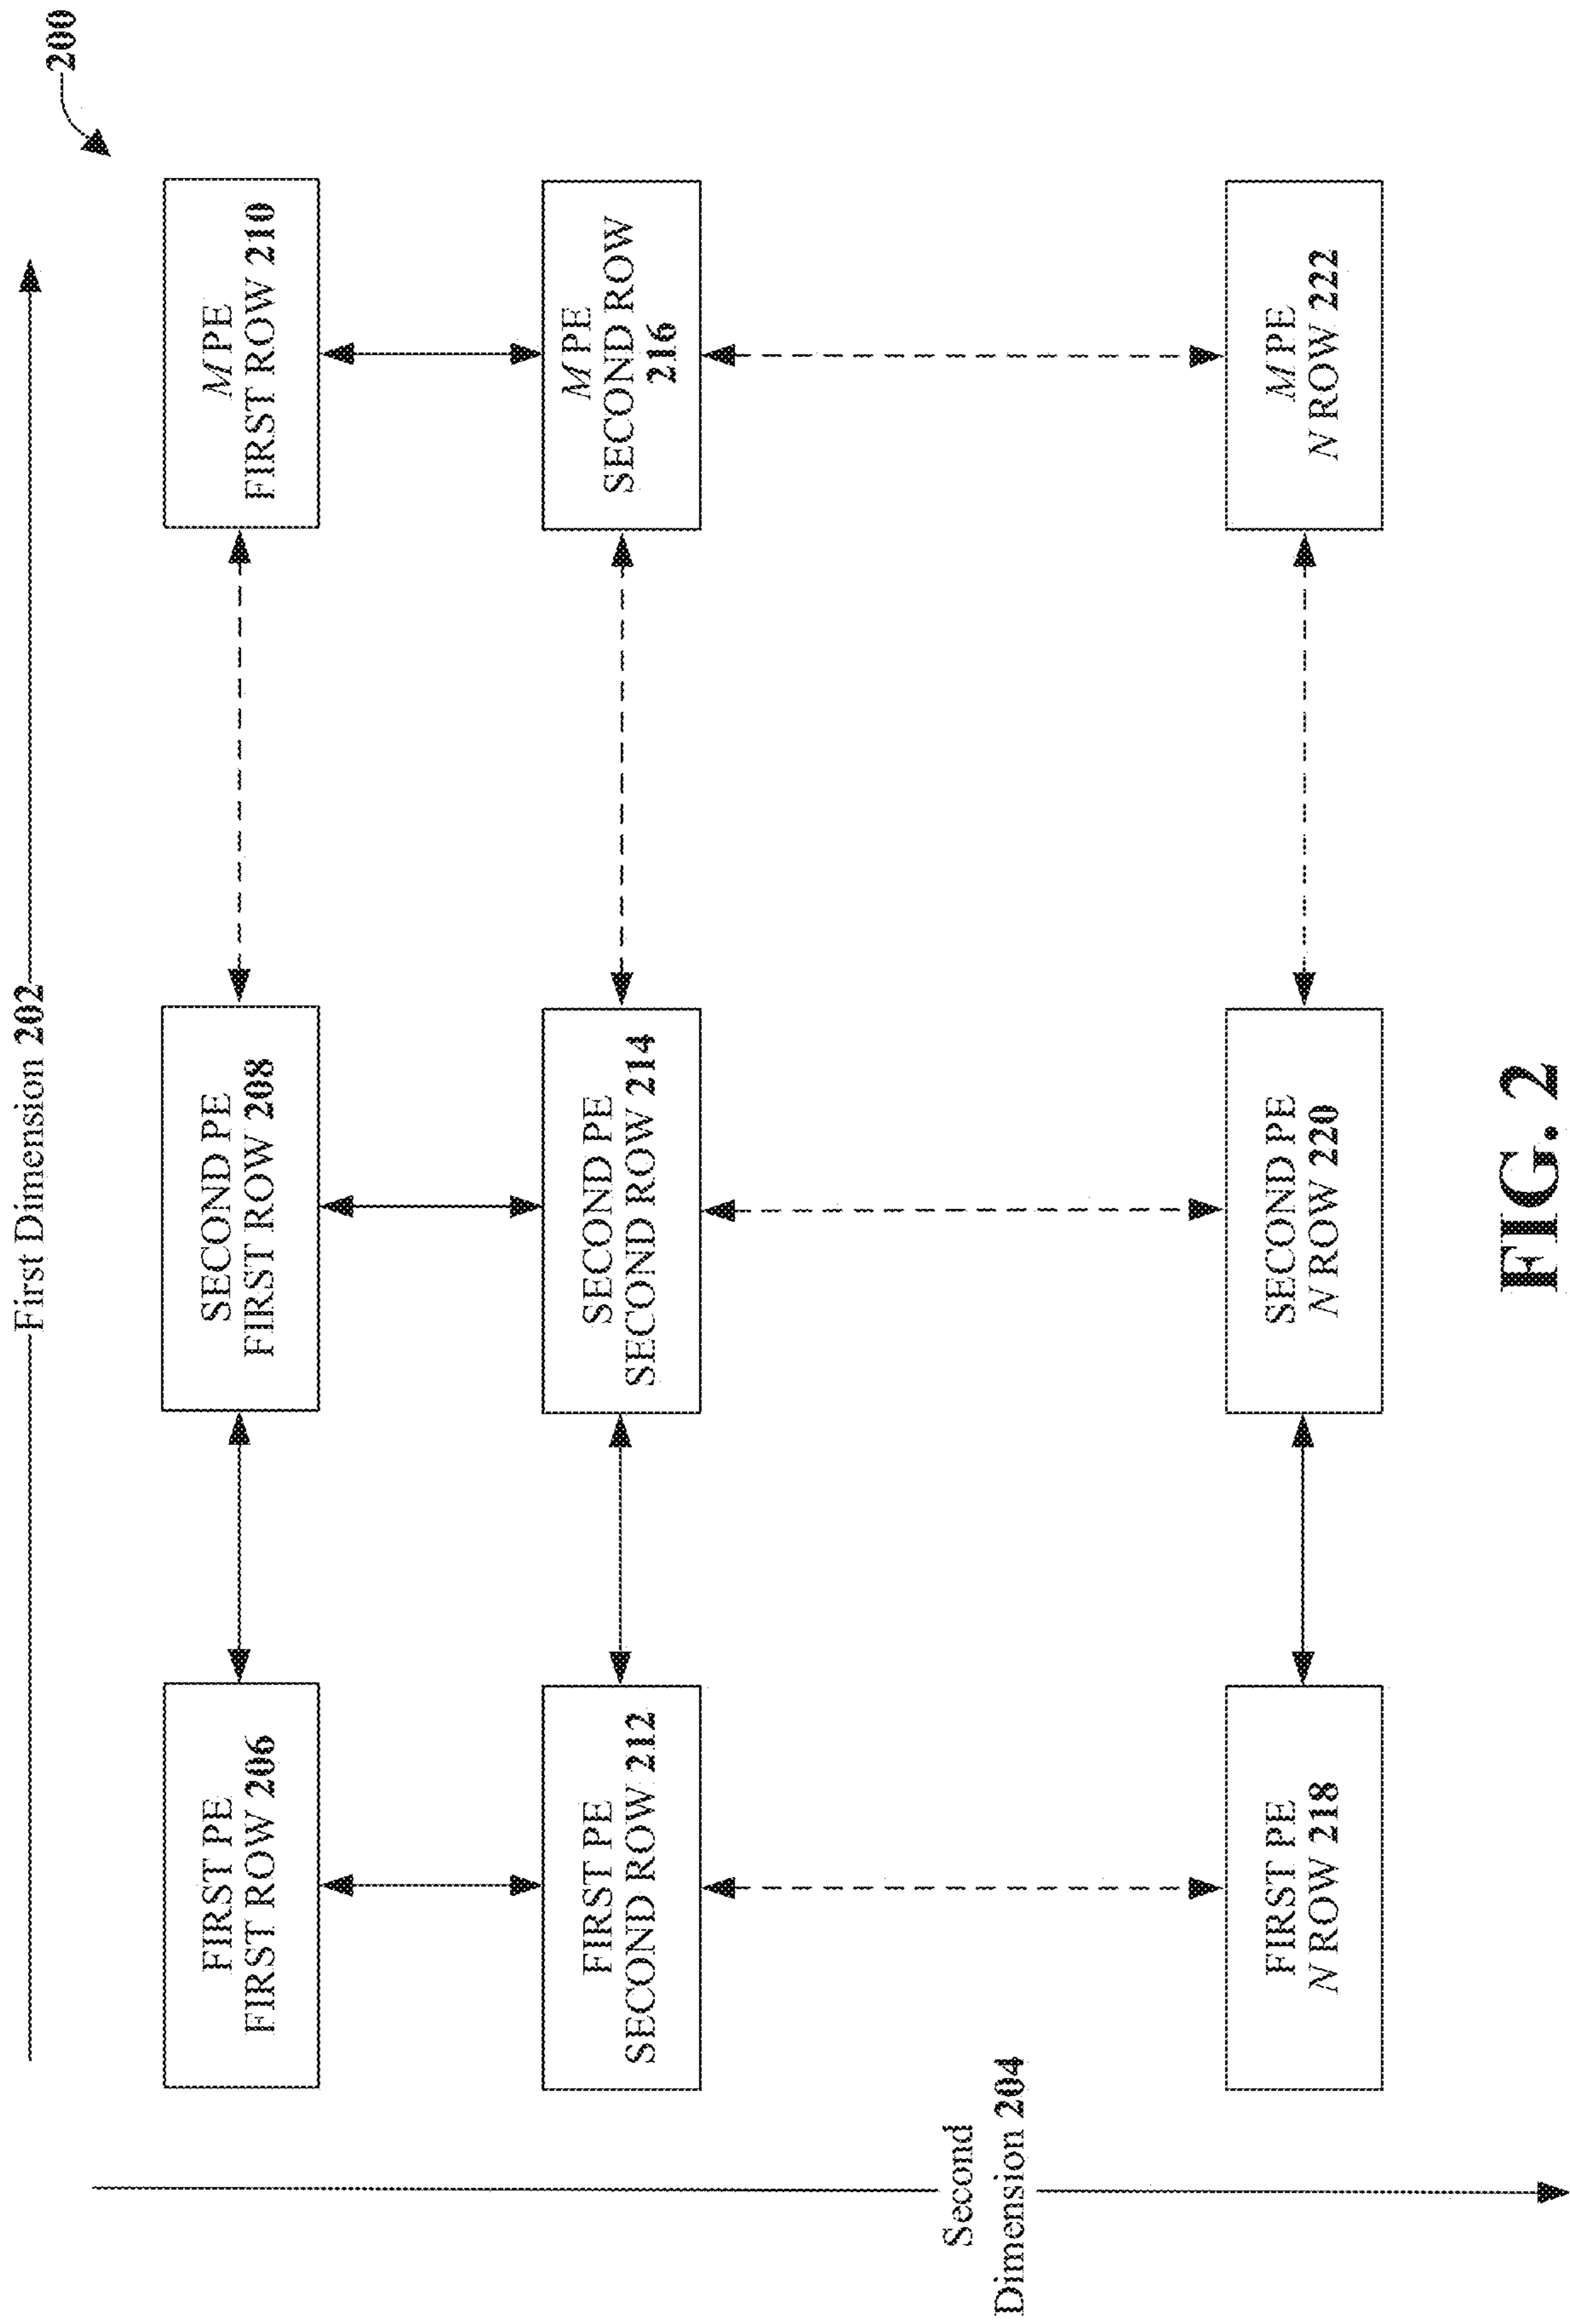 200
First Dimension 202
FIRST PE
FIRST ROW 206
SECOND PE
FIRST ROW 208
M PE
FIRST ROW 210
FIRST PE
SECOND ROW 212
SECOND PE
SECOND ROW 214
M PE
SECOND ROW
216
Second
Dimension 204
FIRST PE
N ROW 218
SECOND PE
N ROW 220
M PE
N ROW 222
FIG. 2